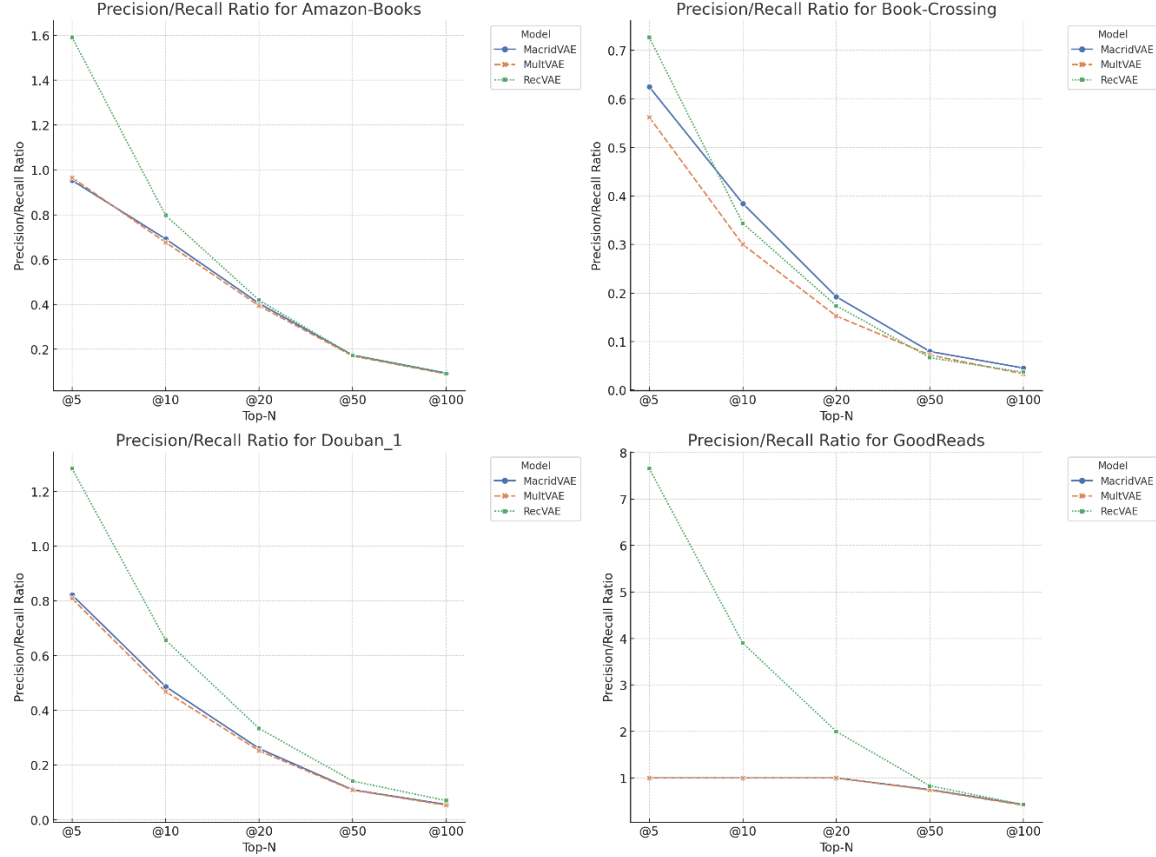 Precision/Recall Ratio for Amazon-Books
1.6
1.4
1.2
1.0
0.8
0.6
0.4
0.2
Precision/Recall Ratio
@5
@10
@20
@50
@100
Top-N
Model
MacridVAE
MultVAE
RecVAE
Precision/Recall Ratio for Book-Crossing
0.7
0.6
0.5
0.4
0.3
0.2
0.1
0.0
Precision/Recall Ratio
@5
@10
@20
@50
@100
Top-N
Model
MacridVAE
MultVAE
RecVAE
Precision/Recall Ratio for Douban_1
1.2
1.0
0.8
0.6
0.4
0.2
0.0
Precision/Recall Ratio
@5
@10
@20
@50
@100
Top-N
Model
MacridVAE
MultVAE
RecVAE
Precision/Recall Ratio for GoodReads
8
7
6
5
4
3
2
1
Precision/Recall Ratio
@5
@10
@20
@50
@100
Top-N
Model
MacridVAE
MultVAE
RecVAE